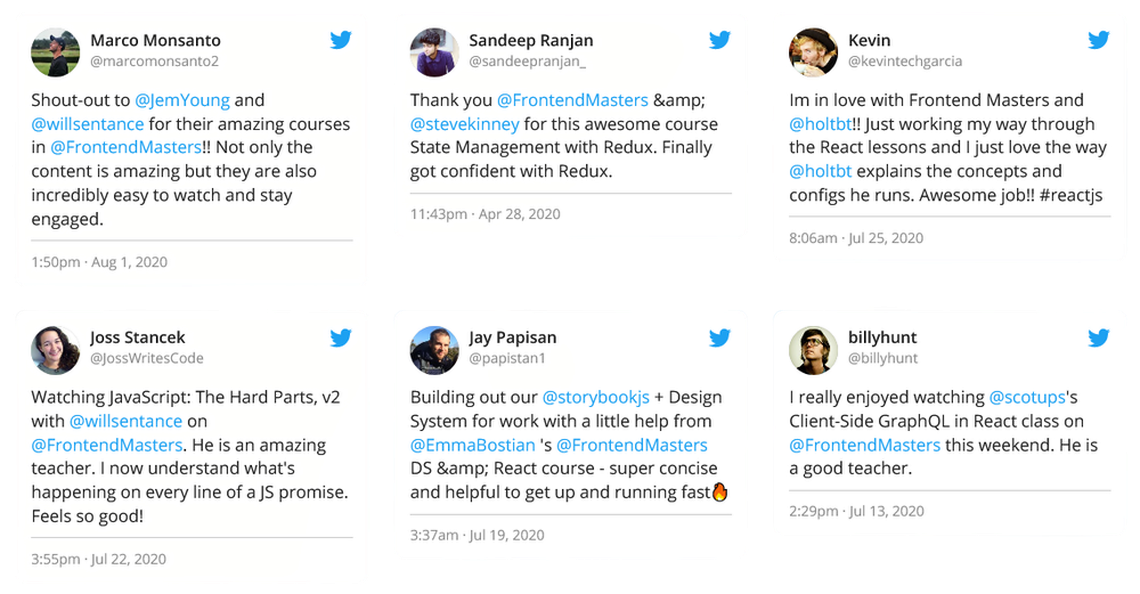 Marco Monsanto
@marcomonsanto2
Shout-out to @JemYoung and
@willsentance for their amazing courses
in @FrontendMasters!! Not only the
content is amazing but they are also
incredibly easy to watch and stay
engaged.
1:50pm · Aug 1, 2020
Sandeep Ranjan
@sandeepranjan_
Thank you @FrontendMasters &amp;
@stevekinney for this awesome course
State Management with Redux. Finally
got confident with Redux.
11:43pm · Apr 28, 2020
Kevin
@kevintechgarcia
Im in love with Frontend Masters and
@holtbt!! Just working my way through
the React lessons and I just love the way
@holtbt explains the concepts and
configs he runs. Awesome job!! #reactjs
8:06am · Jul 25, 2020
Joss Stancek
@JossWritesCode
Watching JavaScript: The Hard Parts, v2
with @willsentance on
@FrontendMasters. He is an amazing
teacher. I now understand what's
happening on every line of a JS promise.
Feels so good!
3:55pm · Jul 22, 2020
Jay Papisan
@papistan1
Building out our @storybookjs + Design
System for work with a little help from
@EmmaBostian 's @FrontendMasters
DS &amp; React course - super concise
and helpful to get up and running fast🔥
3:37am · Jul 19, 2020
billyhunt
@billyhunt
I really enjoyed watching @scotups's
Client-Side GraphQL in React class on
@FrontendMasters this weekend. He is
a good teacher.
2:29pm · Jul 13, 2020